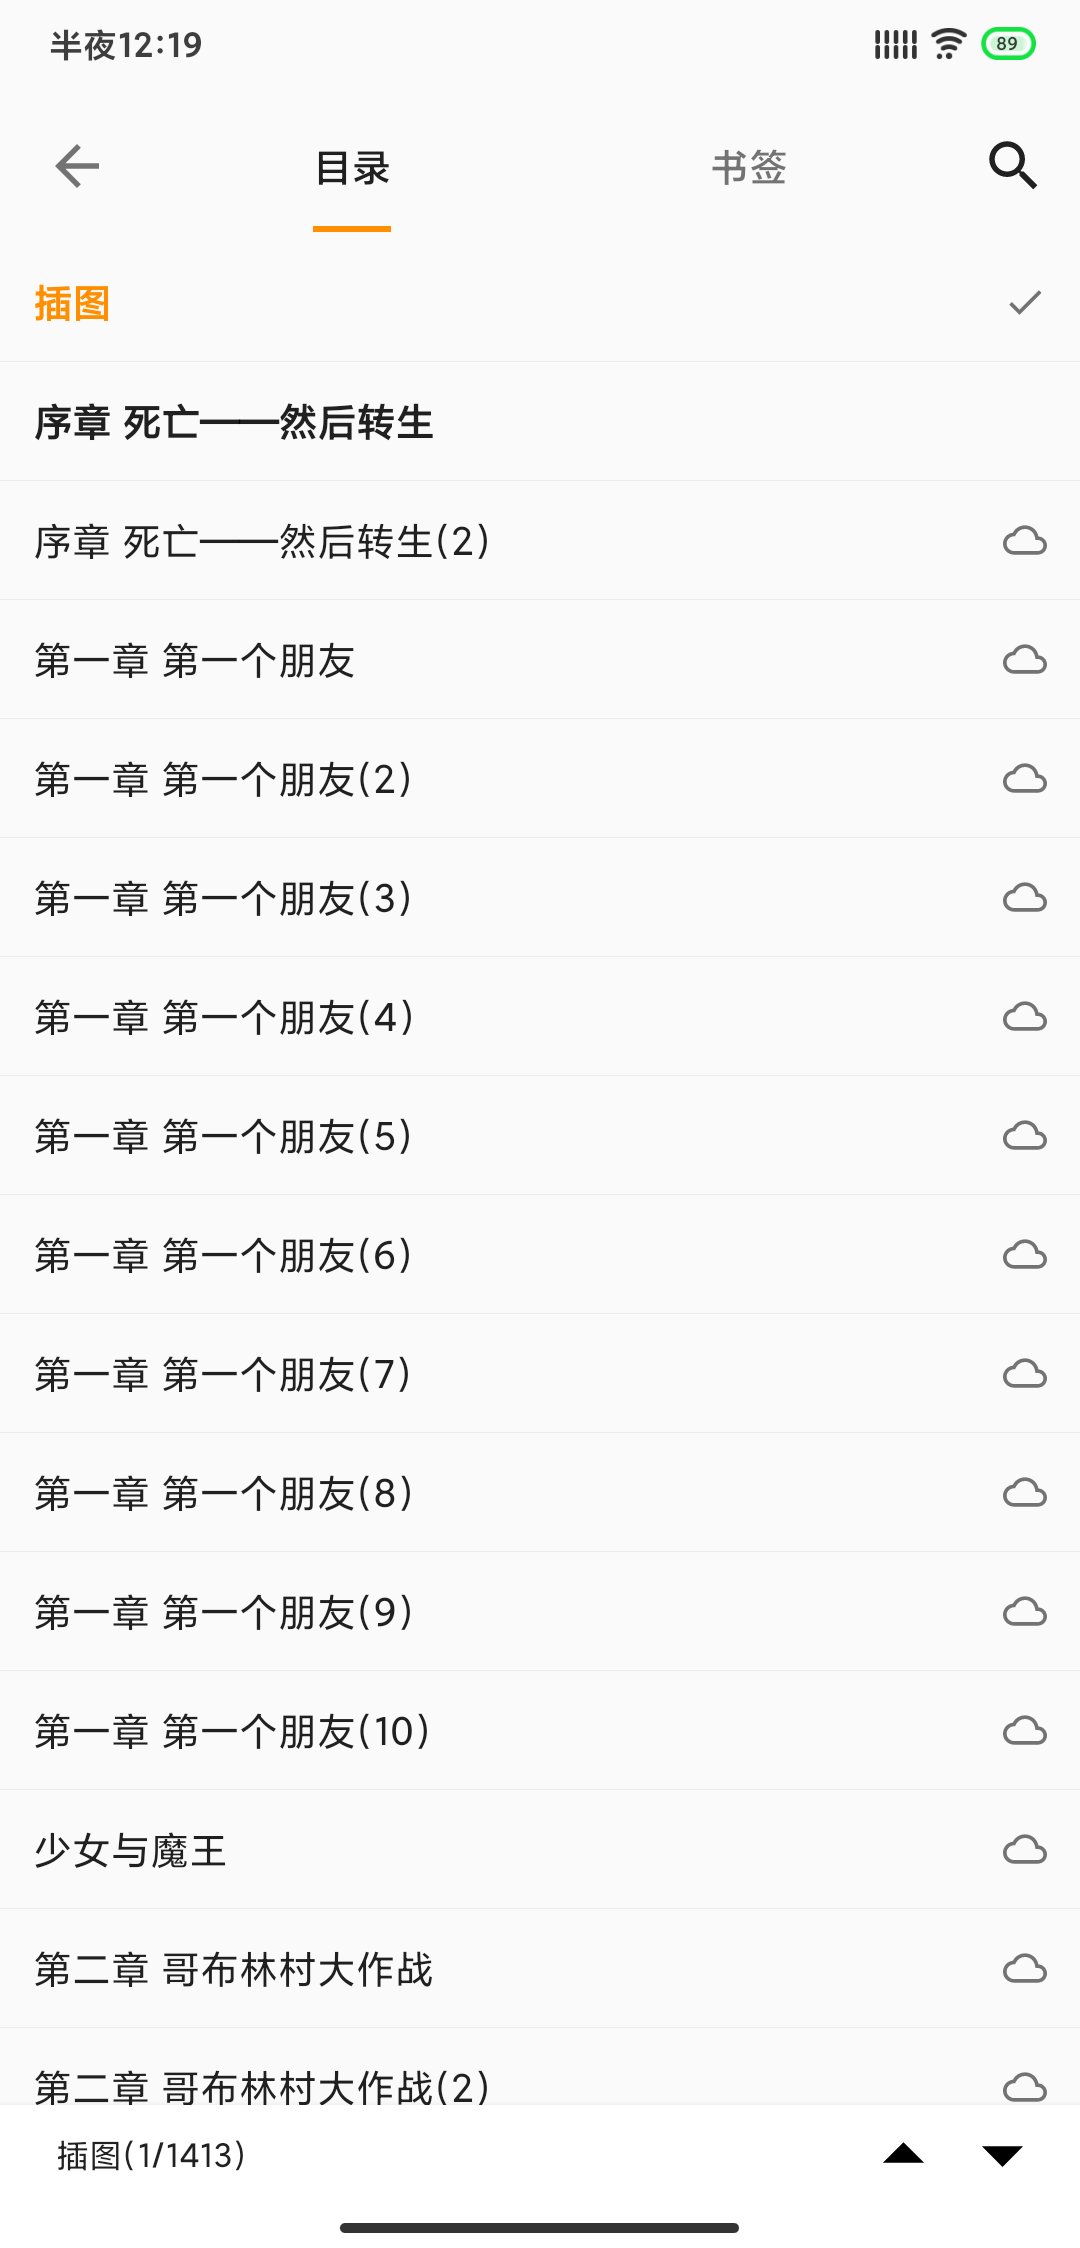 半夜12:19
89
目录
书签
插图
序章 死亡——然后转生
序章 死亡——然后转生(2)
第一章 第一个朋友
第一章 第一个朋友(2)
第一章 第一个朋友(3)
第一章 第一个朋友(4)
第一章 第一个朋友(5)
第一章 第一个朋友(6)
第一章 第一个朋友(7)
第一章 第一个朋友(8)
第一章 第一个朋友(9)
第一章 第一个朋友(10)
少女与魔王
第二章 哥布林村大作战
第二章 哥布林村大作战(2)
插图(1/1413)